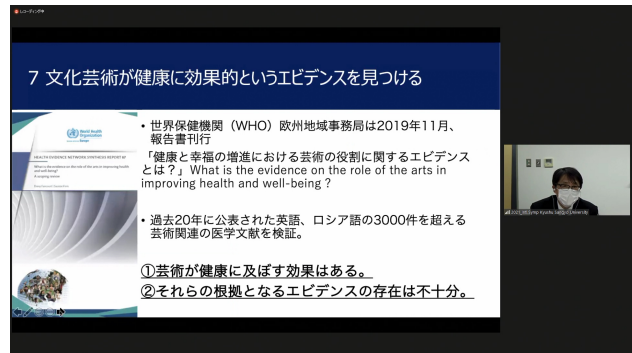 レコーディング中
7 文化芸術が健康に効果的というエビデンスを見つける
World Health
Organization
Europe
HEALTH EVIDENCE NETWORK SYNTHESIS REPORT 67
What is the evidence on the role of the arts in improving health
and well-being?
A scoping review
• 世界保健機関（WHO）欧州地域事務局は2019年11月、
報告書刊行
「健康と幸福の増進における芸術の役割に関するエビデンス
とは？」What is the evidence on the role of the arts in
improving health and well-being ?
• 過去20年に公表された英語、ロシア語の3000件を超える
芸術関連の医学文献を検証。
①芸術が健康に及ぼす効果はある。
②それらの根拠となるエビデンスの存在は不十分。
Kyushu Sangyo University